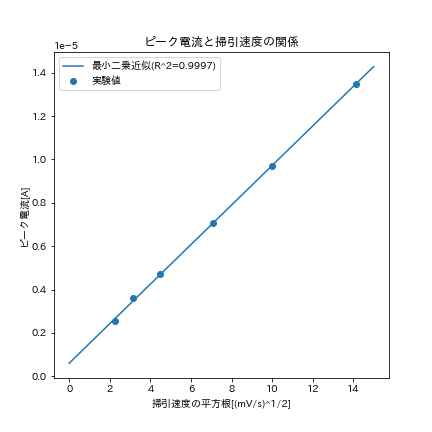 ピーク電流と掃引速度の関係
1e−5
最小二乗近似(R^2=0.9997)
実験値
1.4
1.2
1.0
0.8
0.6
0.4
0.2
0.0
ピーク電流[A]
0 2 4 6 8 10 12 14
掃引速度の平方根[(mV/s)^1/2]